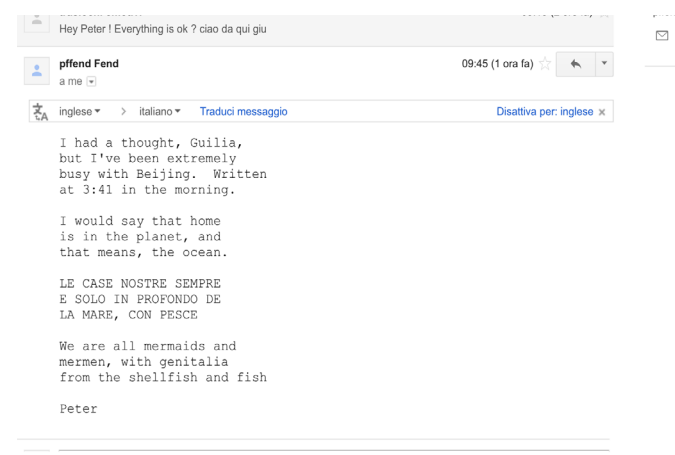 Hey Peter ! Everything is ok ? ciao da qui giu
pffend Fend
09:45 (1 ora fa)
a me
inglese > italiano Traduci messaggio
Disattiva per: inglese x
I had a thought, Guilia,
but I've been extremely
busy with Beijing. Written
at 3:41 in the morning.
I would say that home
is in the planet, and
that means, the ocean.
LE CASE NOSTRE SEMPRE
E SOLO IN PROFONDO DE
LA MARE, CON PESCE
We are all mermaids and
mermen, with genitalia
from the shellfish and fish
Peter